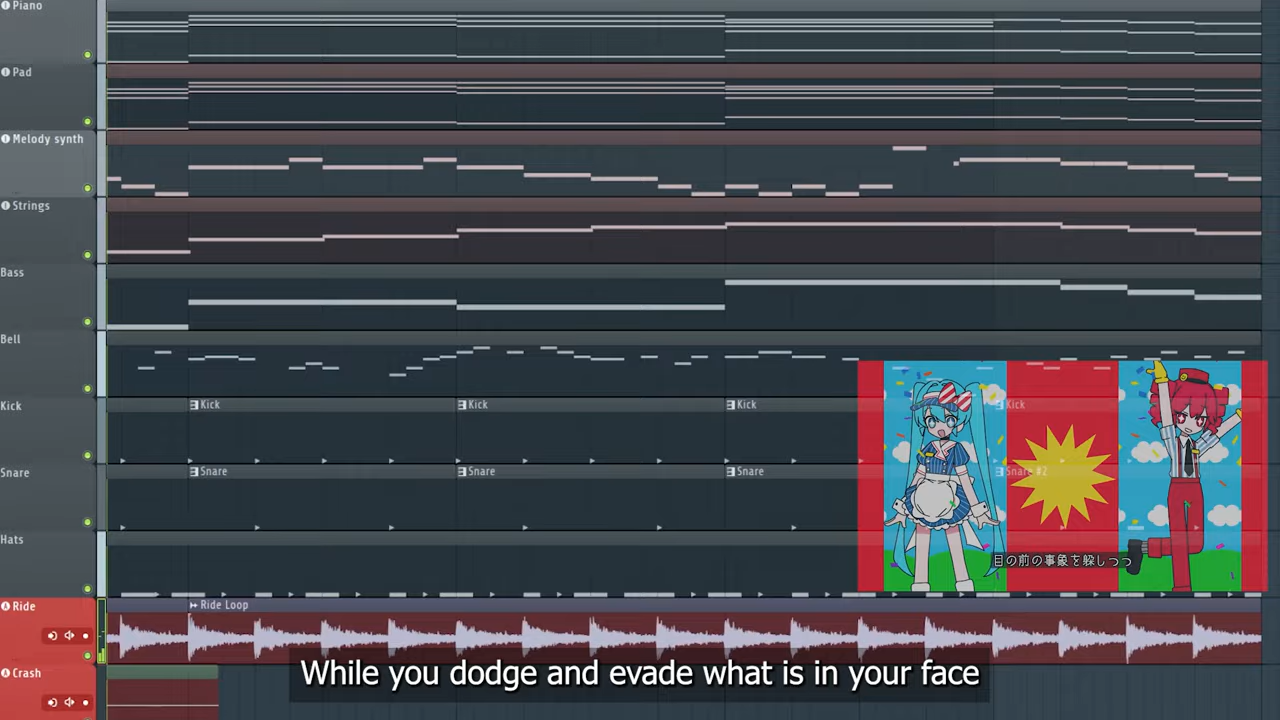 Piano
Pad
Melody synth
Strings
Bass
Bell
Kick
Kick
Kick
Kick
Kick
Snare
Snare
Snare
Snare
Snare #2
目の前の事象を躱しつつ
Hats
Ride
Ride Loop
While you dodge and evade what is in your face
Crash